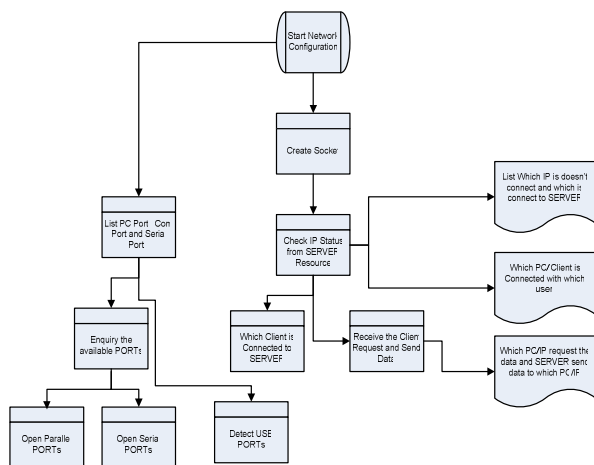 Start Network
Configuration
Create Socket
List PC Port Com
Port and Serial
Port
Check IP Status
from SERVER
Resource
List Which IP is doesn't
connect and which is
connect to SERVER
Which PC/Client is
Connected with which
user
Enquiry the
available PORTs
Which Client is
Connected to
SERVER
Receive the Client
Request and Send
Data
Which PC/IP request the
data and SERVER send
data to which PC/IP
Open Paralle
PORTs
Open Seria
PORTs
Detect USB
PORTs